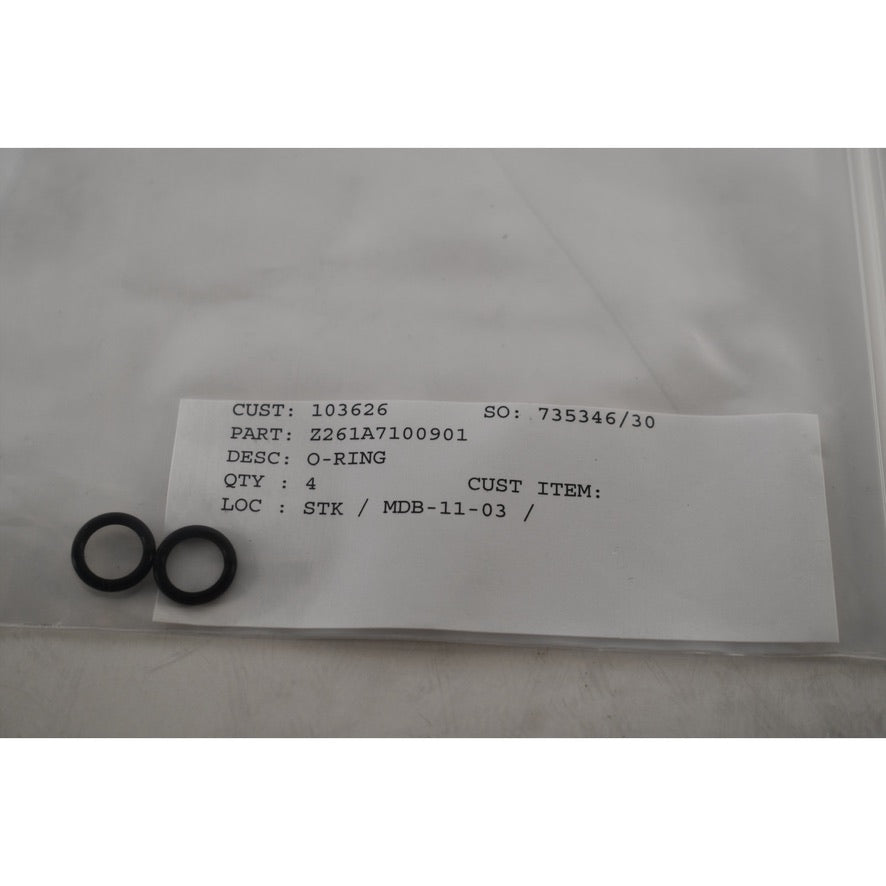 CUST: 103626 SO: 735346/30
PART: Z261A7100901
DESC: O-RING
QTY : 4 CUST ITEM:
LOC : STK / MDB-11-03 /